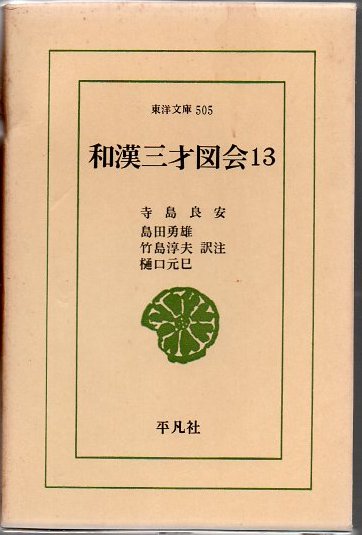 東洋文庫 505
和漢三才図会13
寺島良安
島田勇雄
竹島淳夫 訳注
樋口元巳
平凡社